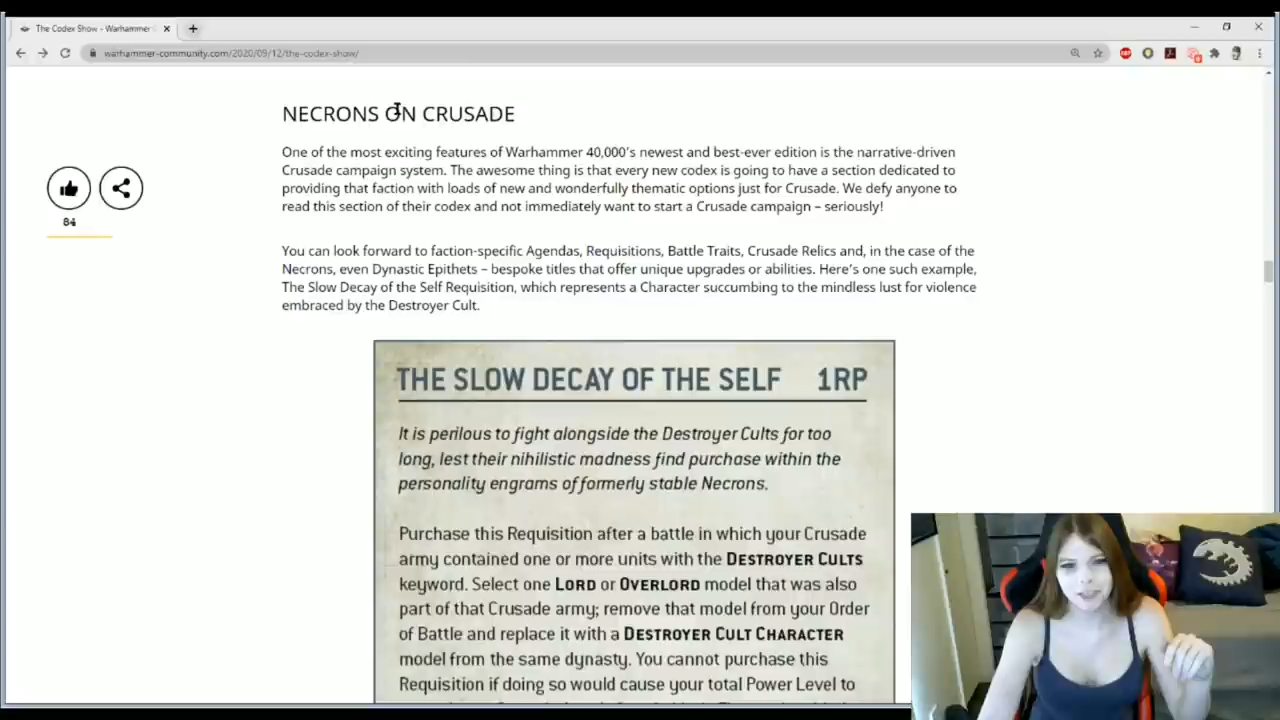 The Codex Show - Warhammer
warhammer-community.com/2020/09/12/the-codex-show/
NECRONS ON CRUSADE
One of the most exciting features of Warhammer 40,000's newest and best-ever edition is the narrative-driven
Crusade campaign system. The awesome thing is that every new codex is going to have a section dedicated to
providing that faction with loads of new and wonderfully thematic options just for Crusade. We defy anyone to
read this section of their codex and not immediately want to start a Crusade campaign – seriously!
84
You can look forward to faction-specific Agendas, Requisitions, Battle Traits, Crusade Relics and, in the case of the
Necrons, even Dynastic Epithets – bespoke titles that offer unique upgrades or abilities. Here's one such example,
The Slow Decay of the Self Requisition, which represents a Character succumbing to the mindless lust for violence
embraced by the Destroyer Cult.
THE SLOW DECAY OF THE SELF 1RP
It is perilous to fight alongside the Destroyer Cults for too
long, lest their nihilistic madness find purchase within the
personality engrams of formerly stable Necrons.
Purchase this Requisition after a battle in which your Crusade
army contained one or more units with the DESTROYER CULTS
keyword. Select one LORD or OVERLORD model that was also
part of that Crusade army; remove that model from your Order
of Battle and replace it with a DESTROYER CULT CHARACTER
model from the same dynasty. You cannot purchase this
Requisition if doing so would cause your total Power Level to